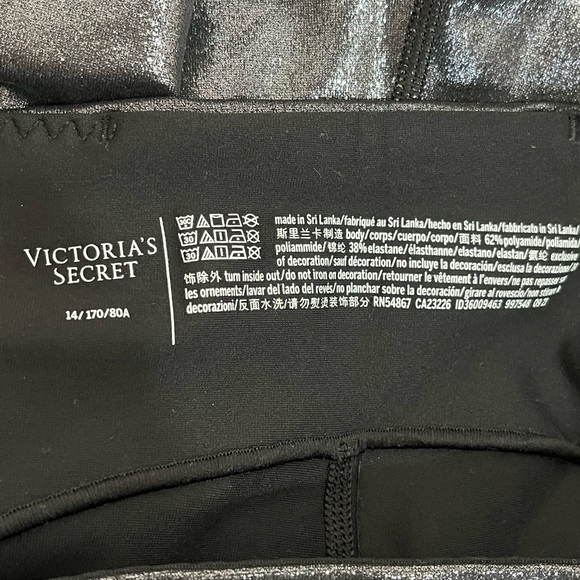 VICTORIA'S
SECRET
14/170/80A
made in Sri Lanka/fabriqué au Sri Lanka/hecho en Sri Lanka/fabbricato in Sri Lanka/
斯里兰卡制造 body/corps/cuerpo/corpo/面料 62% polyamide/polyamide/
poliammide/锦纶 38% elastane/élasthanne/elastano/elastan/氨纶 exclusive
of decoration/sauf décoration/no incluye la decoración/esclusa la decorazione/
饰除外 turn inside out/do not iron on decoration/retourner le vêtement à l'envers/ne pas repasser sur
les ornements/lavar del lado del revés/no planchar sobre la decoración/girare al rovescio/non stirare
decorazioni/反面水洗/请勿熨烫装饰部分 RN54867 CA23226 ID36009463 997548